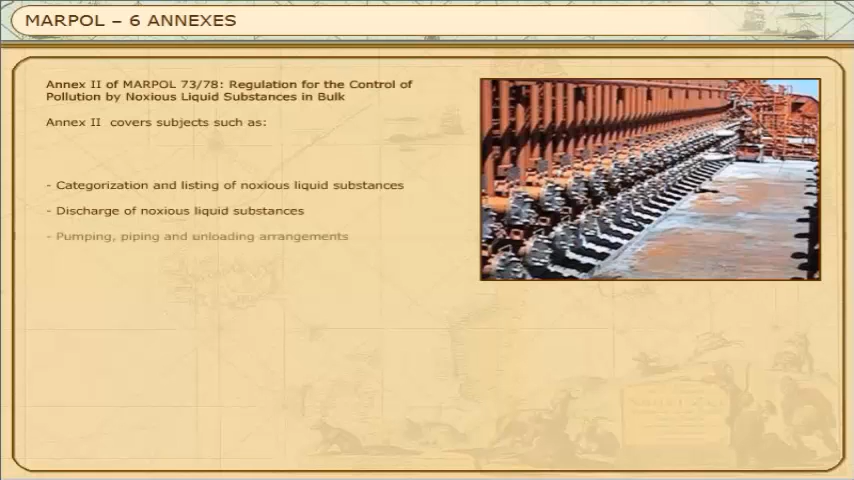 MARPOL – 6 ANNEXES
Annex II of MARPOL 73/78: Regulation for the Control of
Pollution by Noxious Liquid Substances in Bulk
Annex II covers subjects such as:
- Categorization and listing of noxious liquid substances
- Discharge of noxious liquid substances
- Pumping, piping and unloading arrangements